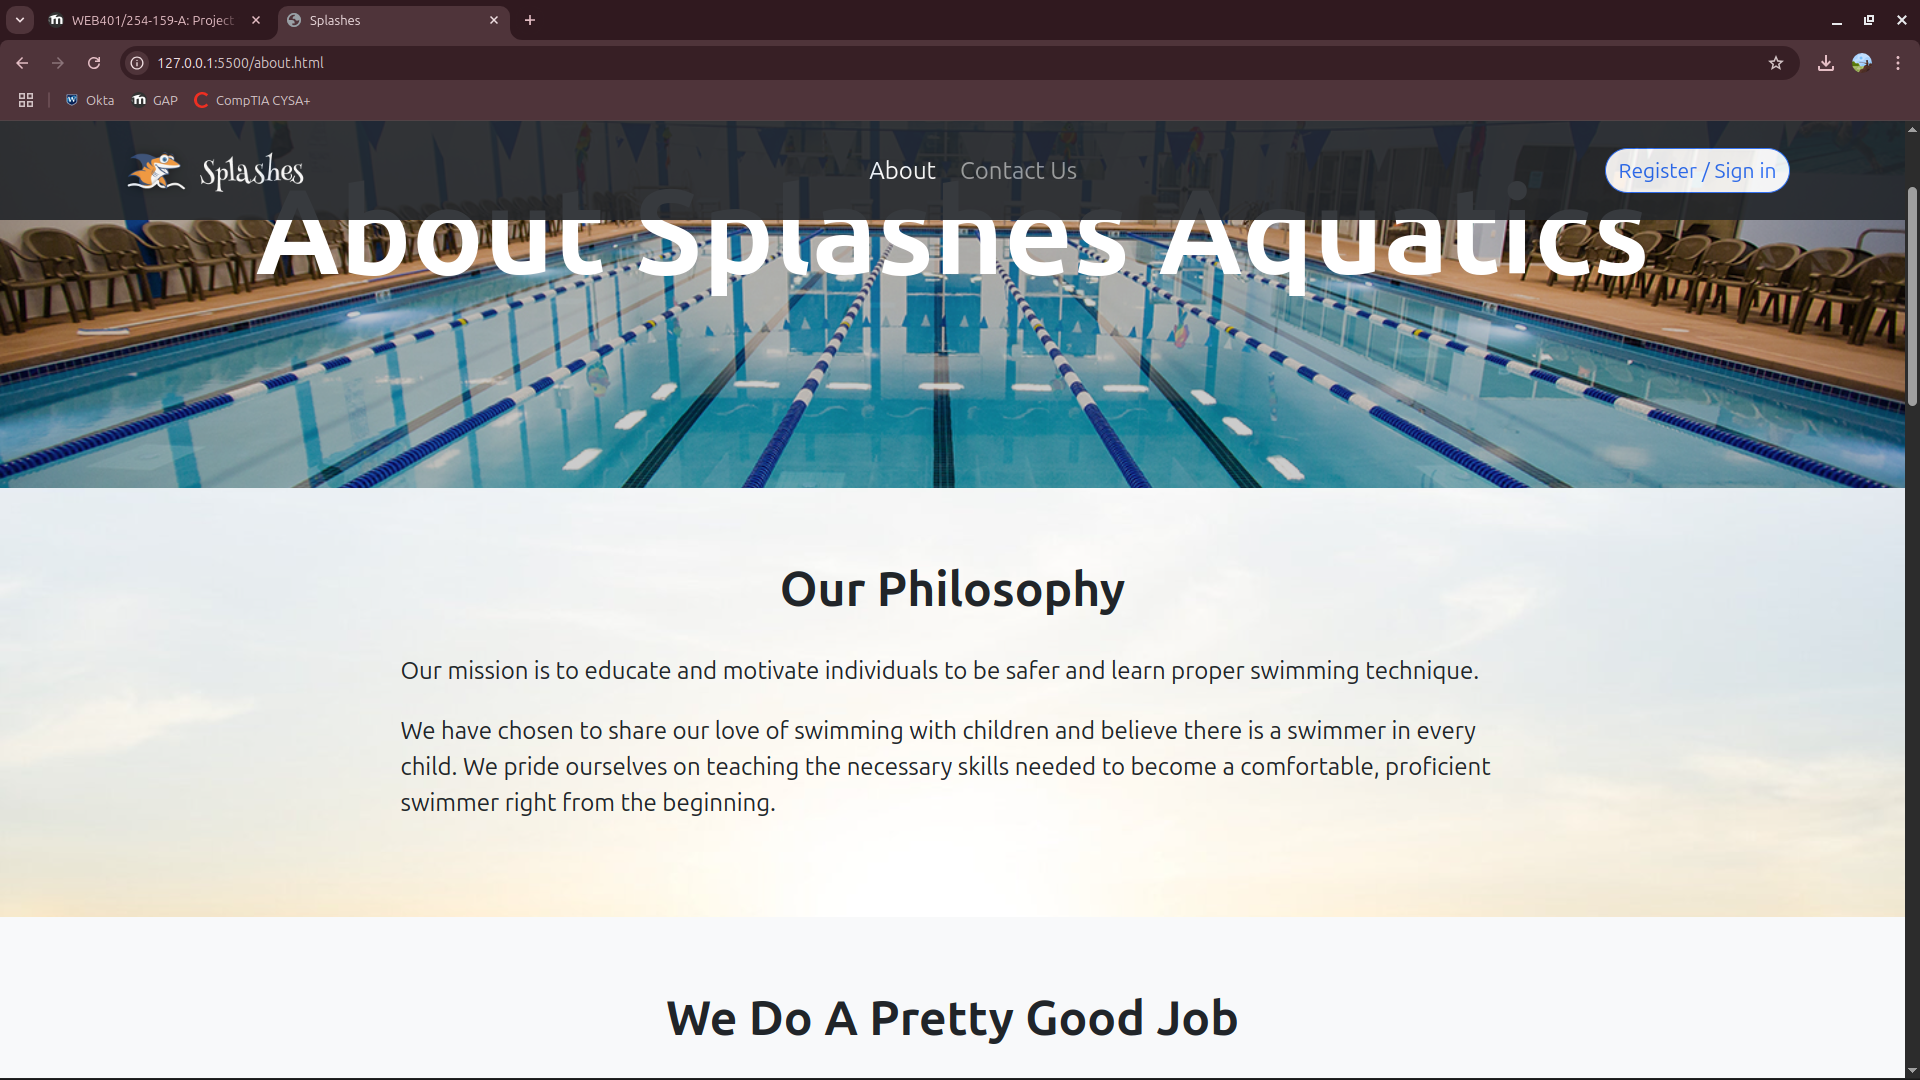 WEB401/254-159-A: Project
Splashes
127.0.0.1:5500/about.html
Okta
GAP
CompTIA CYSA+
Splashes
About
Contact Us
Register / Sign in
About Splashes Aquatics
Our Philosophy
Our mission is to educate and motivate individuals to be safer and learn proper swimming technique.
We have chosen to share our love of swimming with children and believe there is a swimmer in every
child. We pride ourselves on teaching the necessary skills needed to become a comfortable, proficient
swimmer right from the beginning.
We Do A Pretty Good Job